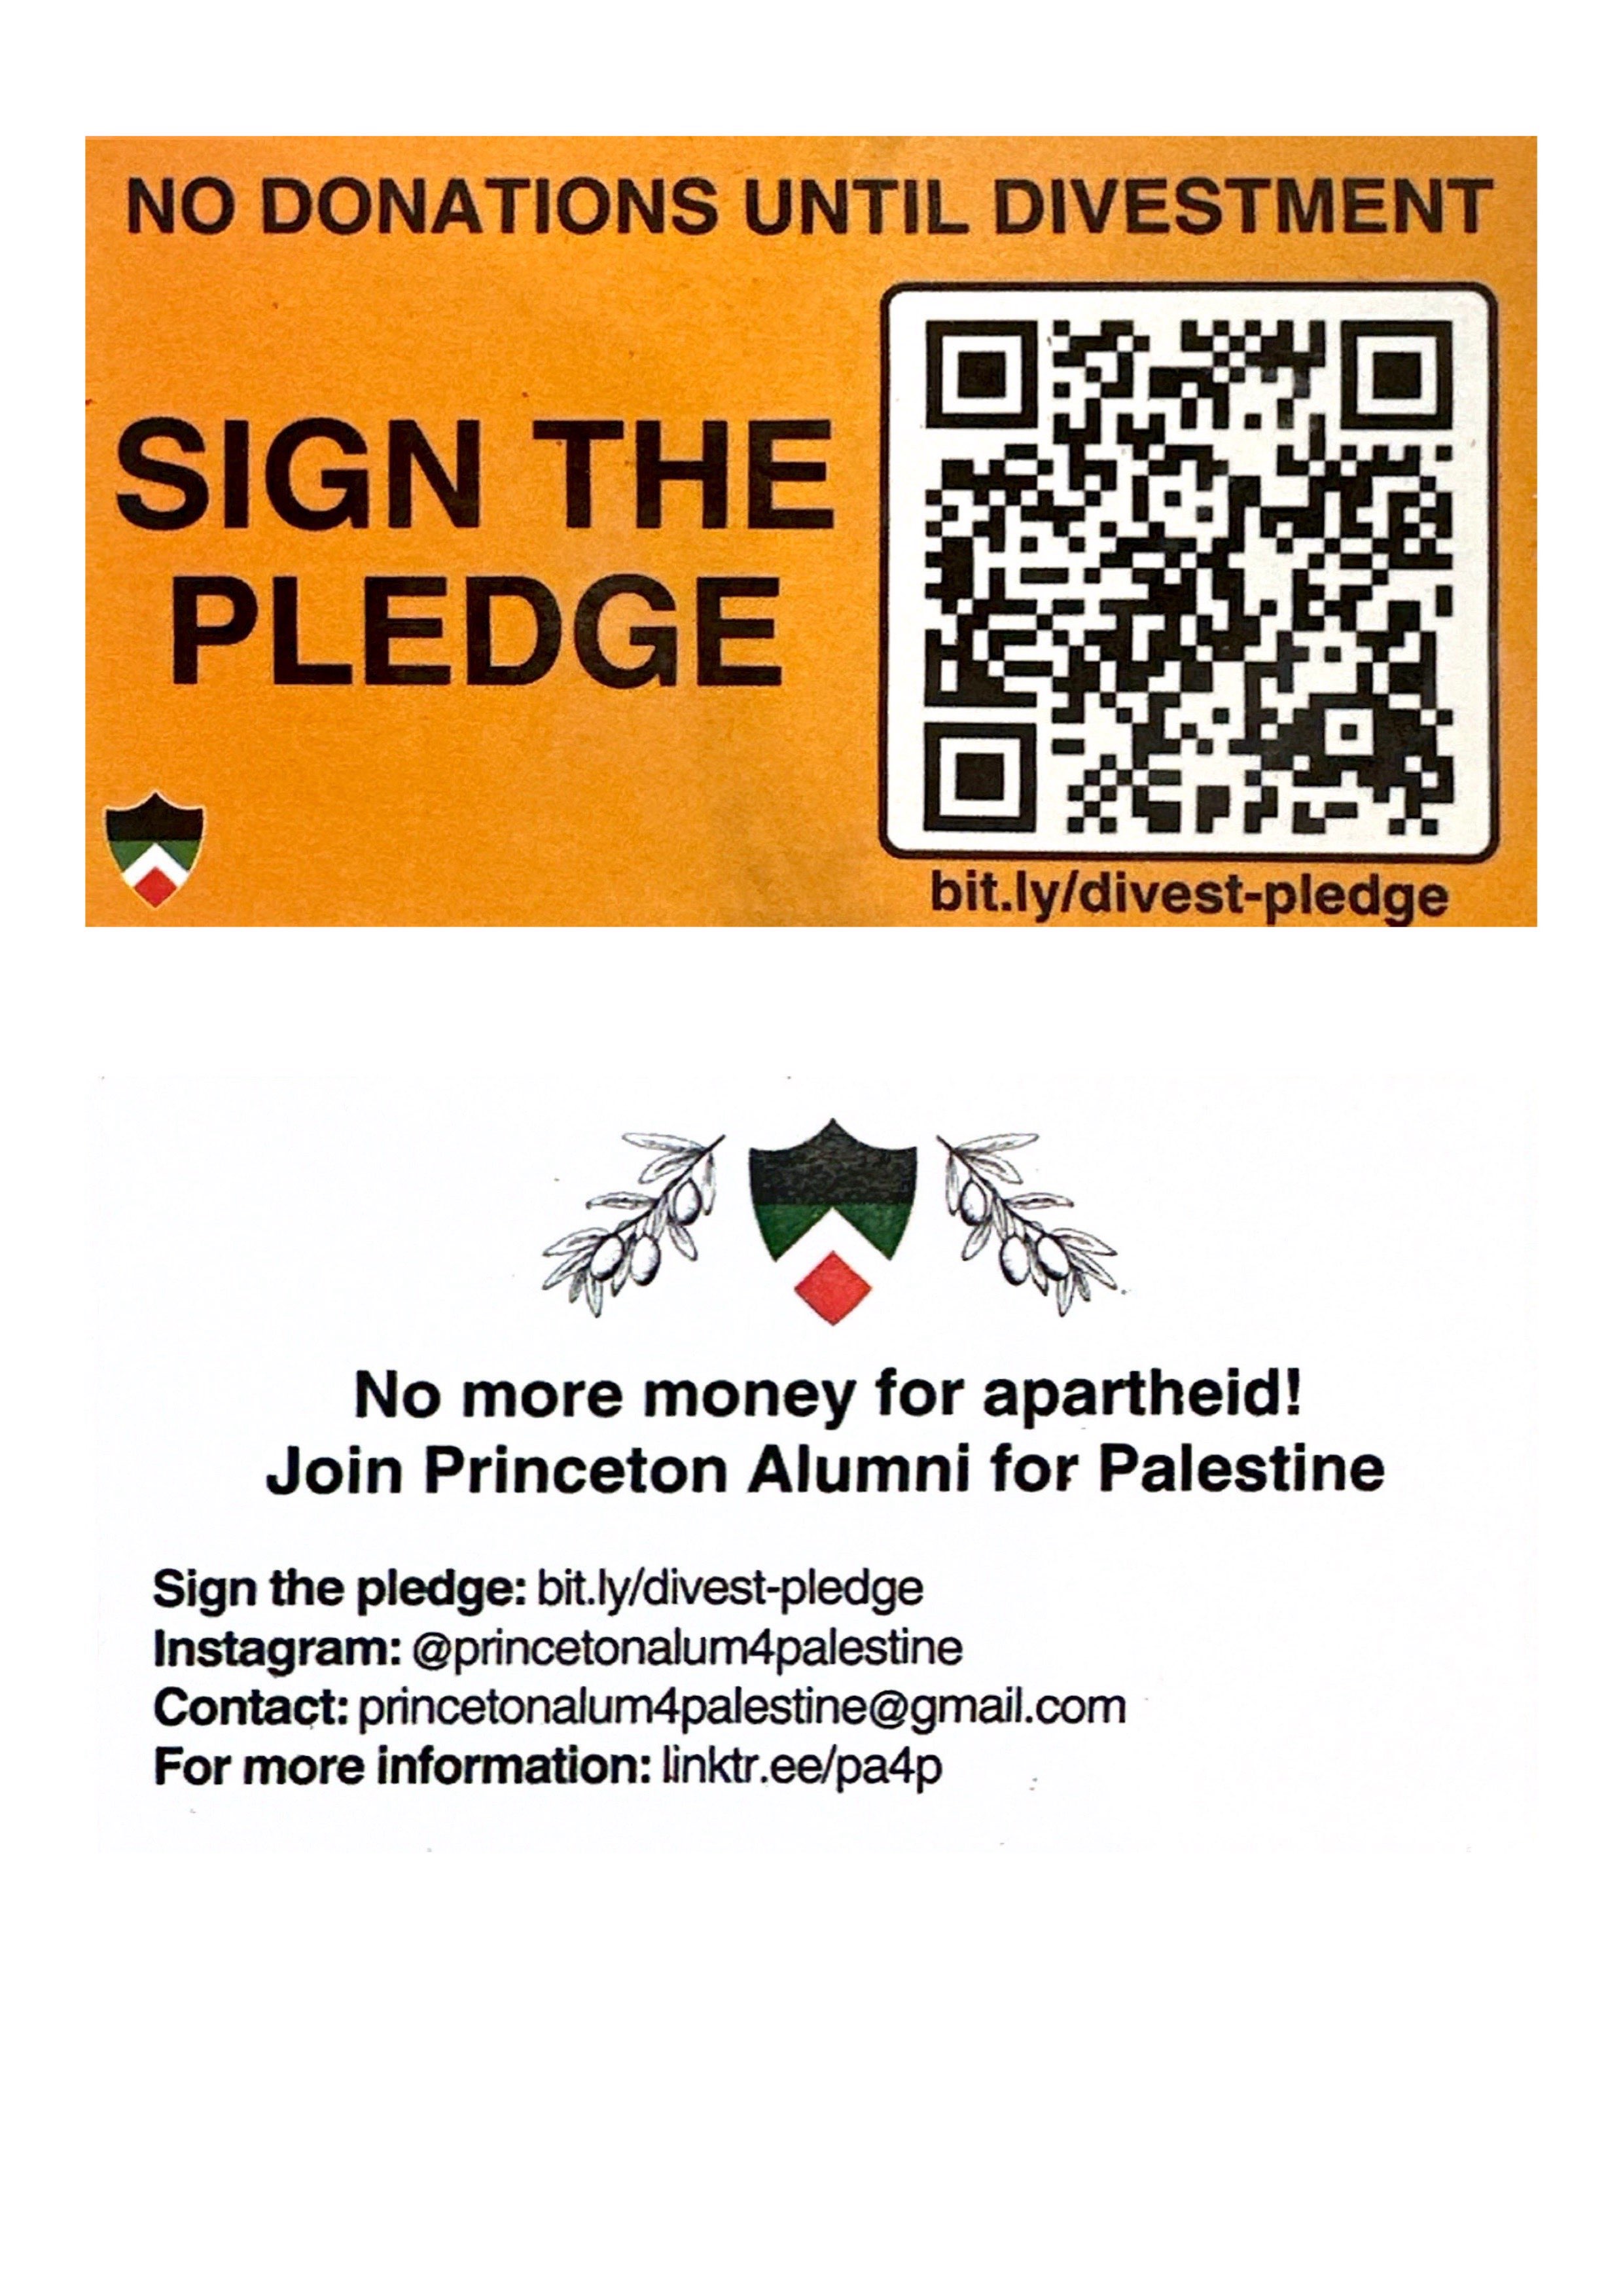 NO DONATIONS UNTIL DIVESTMENT
SIGN THE
PLEDGE
bit.ly/divest-pledge
No more money for apartheid!
Join Princeton Alumni for Palestine
Sign the pledge: bit.ly/divest-pledge
Instagram: @princetonalum4palestine
Contact: princetonalum4palestine@gmail.com
For more information: linktr.ee/pa4p